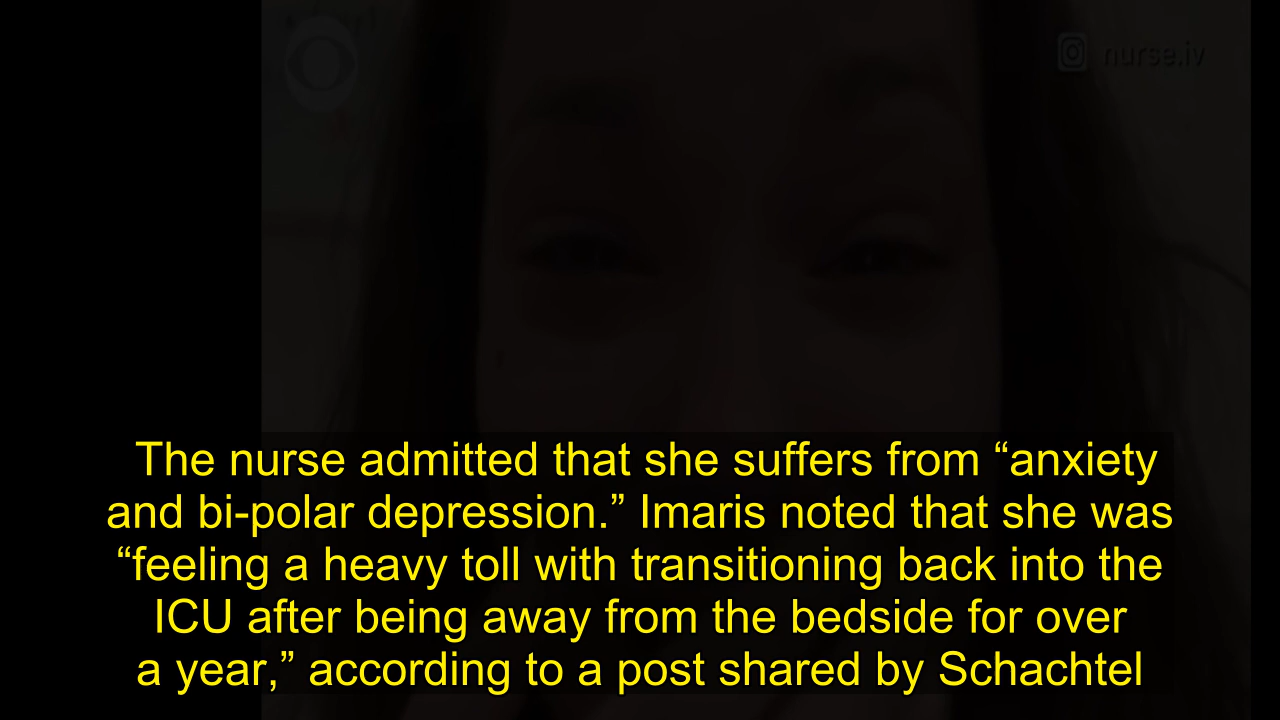 nurse.iv
The nurse admitted that she suffers from “anxiety
and bi-polar depression.” Imaris noted that she was
“feeling a heavy toll with transitioning back into the
ICU after being away from the bedside for over
a year,” according to a post shared by Schachtel